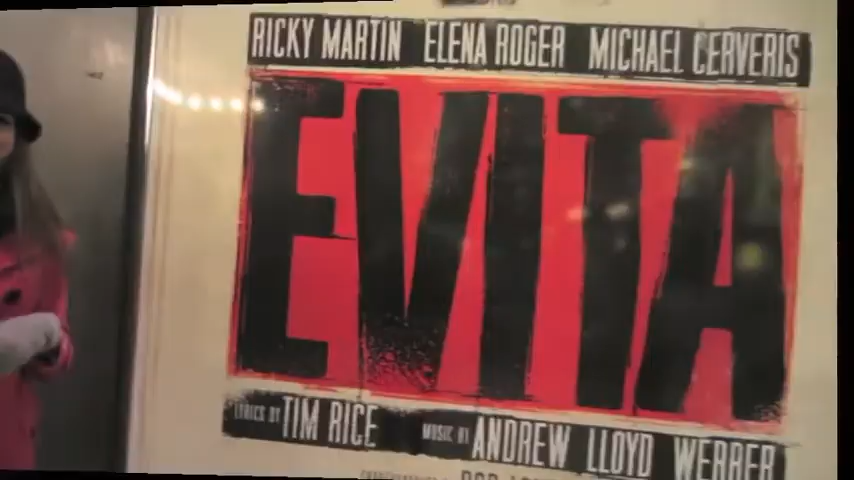 RICKY MARTIN ELENA ROGER MICHAEL CERVERIS
EVITA
LYRICS BY TIM RICE MUSIC BY ANDREW LLOYD WEBBER